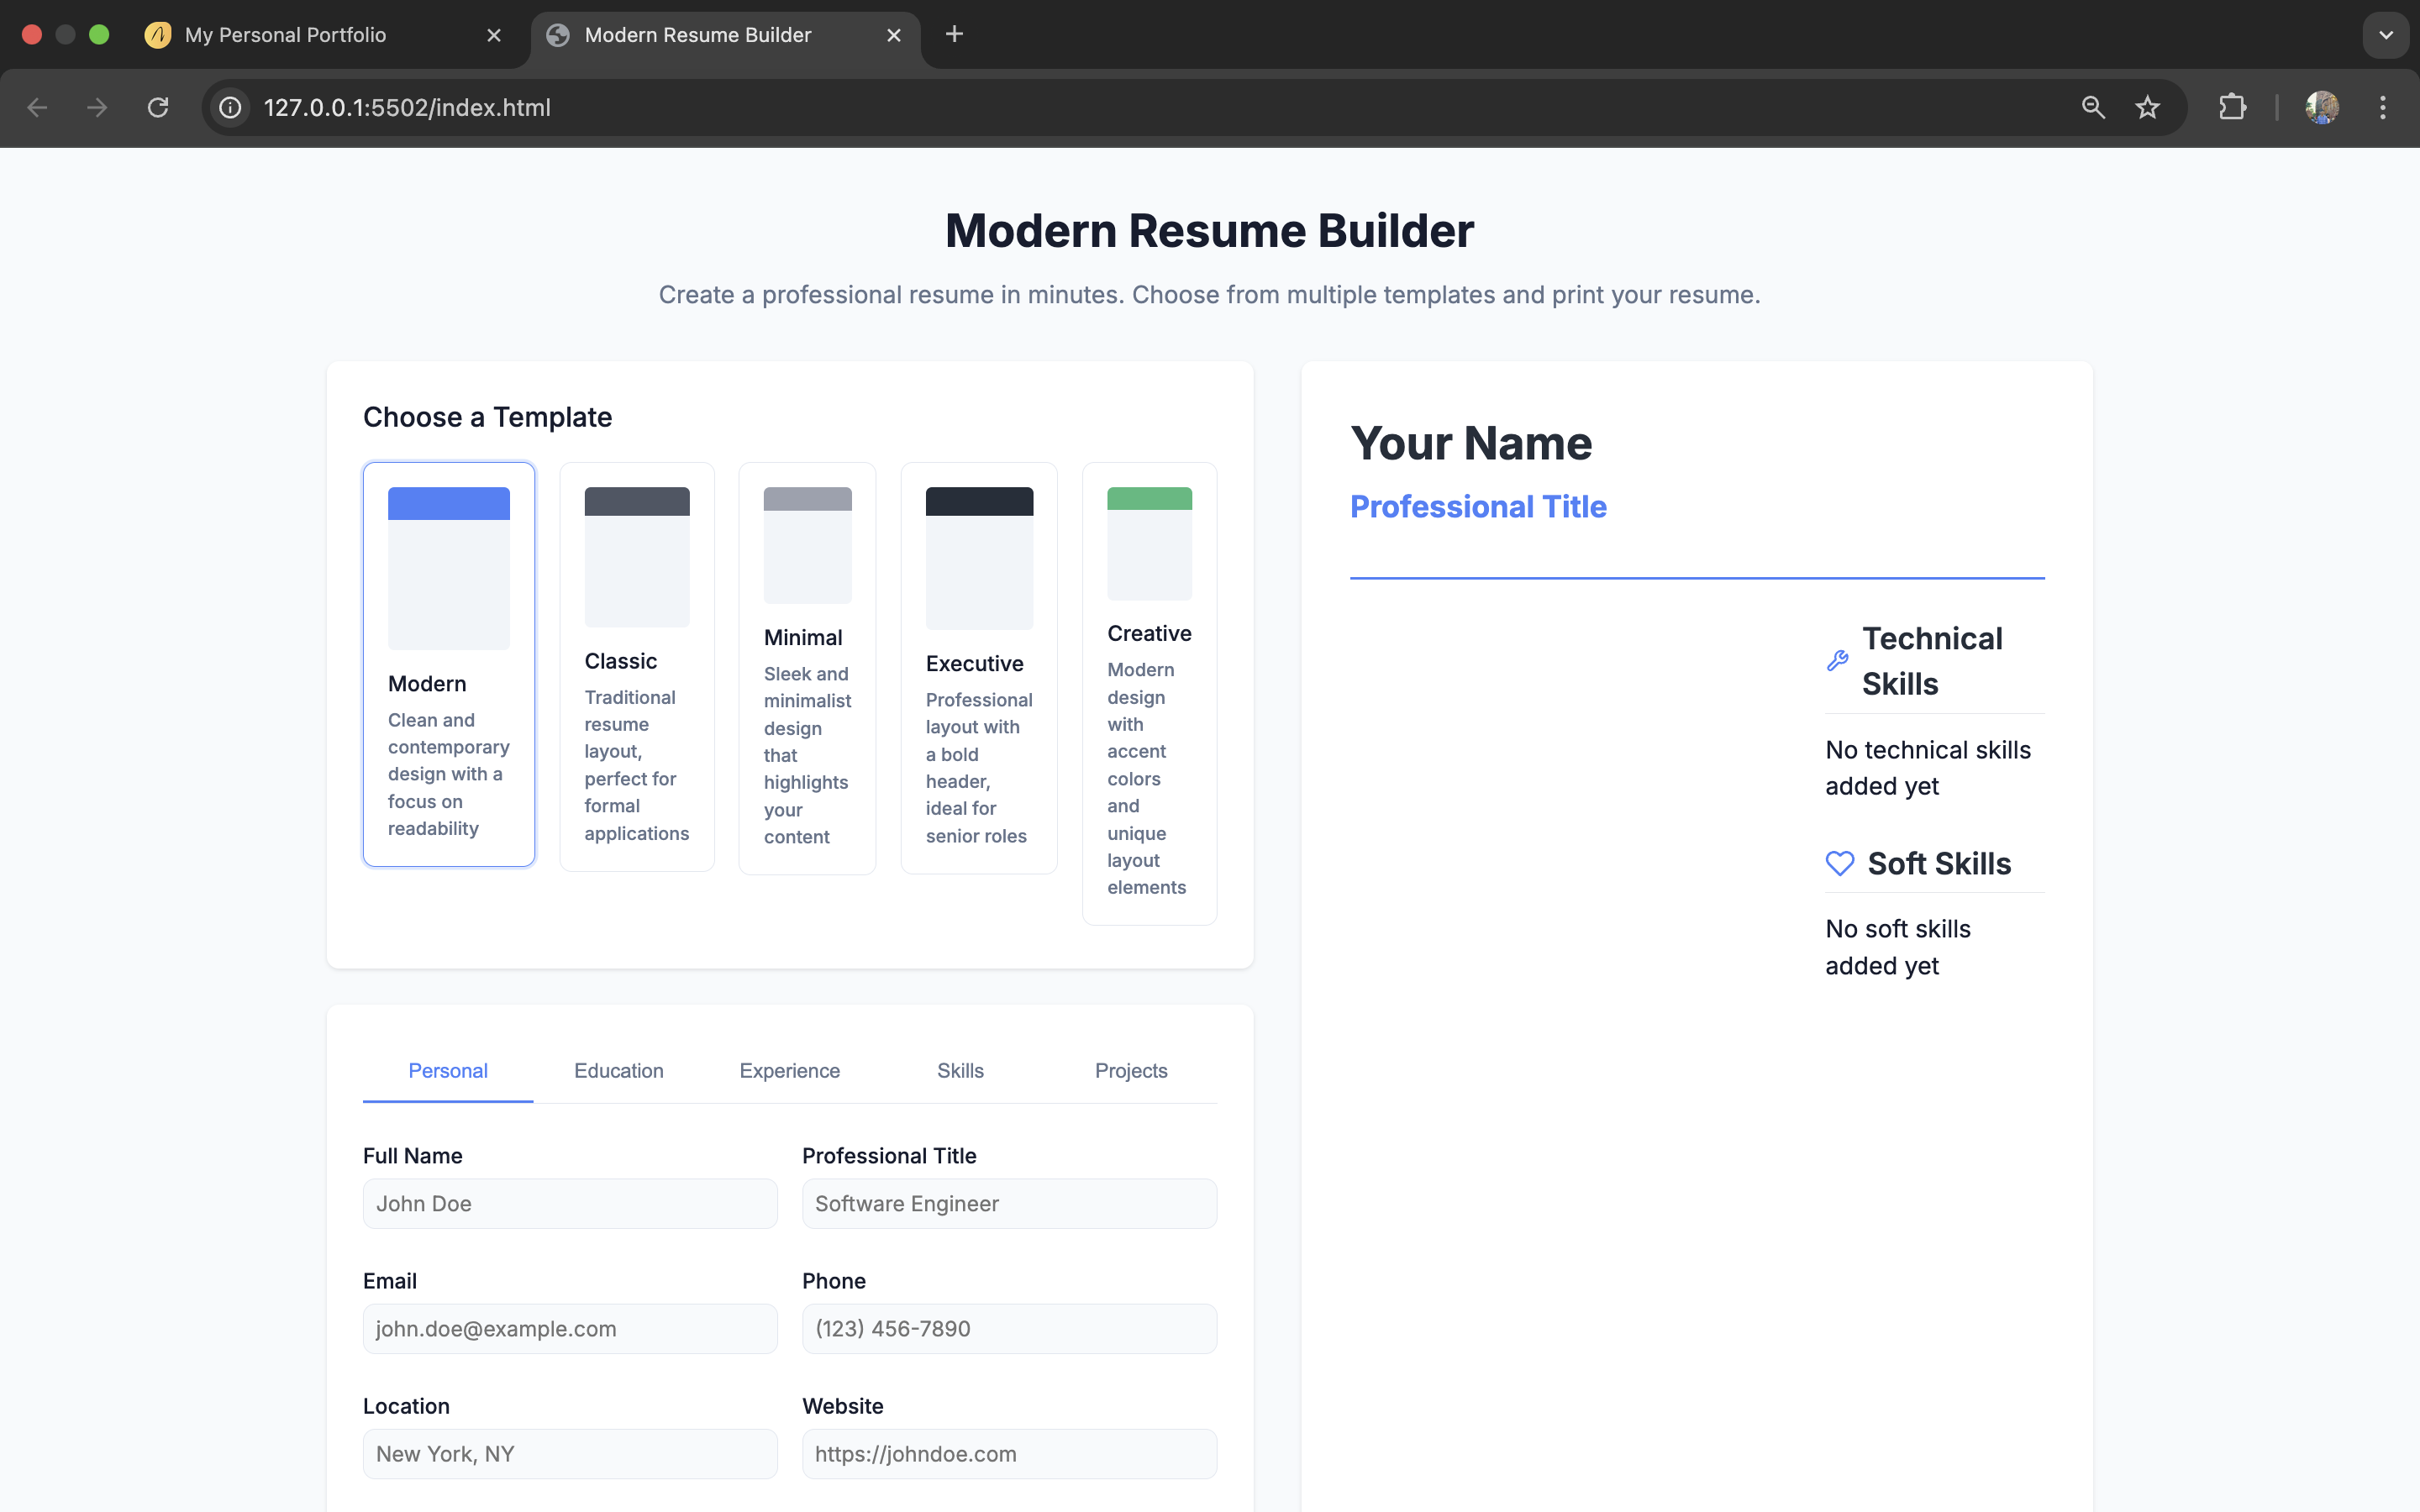 My Personal Portfolio
Modern Resume Builder
127.0.0.1:5502/index.html
Modern Resume Builder
Create a professional resume in minutes. Choose from multiple templates and print your resume.
Choose a Template
Modern
Clean and
contemporary
design with a
focus on
readability
Classic
Traditional
resume
layout,
perfect for
formal
applications
Minimal
Sleek and
minimalist
design
that
highlights
your
content
Executive
Professional
layout with
a bold
header,
ideal for
senior roles
Creative
Modern
design
with
accent
colors
and
unique
layout
elements
Personal
Education
Experience
Skills
Projects
Full Name
John Doe
Professional Title
Software Engineer
Email
john.doe@example.com
Phone
(123) 456-7890
Location
New York, NY
Website
https://johndoe.com
Your Name
Professional Title
Technical
Skills
No technical skills
added yet
Soft Skills
No soft skills
added yet